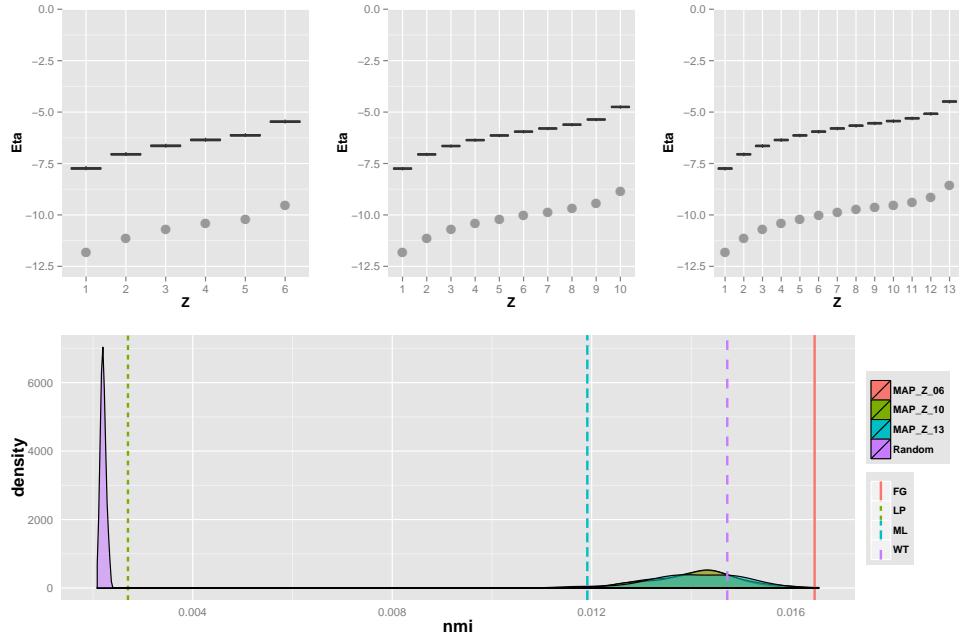 0.0
−2.5
−5.0
−7.5
−10.0
−12.5
Eta
1 2 3 4 5 6
Z
0.0
−2.5
−5.0
−7.5
−10.0
−12.5
Eta
1 2 3 4 5 6 7 8 9 10
Z
0.0
−2.5
−5.0
−7.5
−10.0
−12.5
Eta
1 2 3 4 5 6 7 8 9 10 11 12 13
Z
6000
4000
2000
0
density
0.004 0.008 0.012 0.016
nmi
MAP_Z_06
MAP_Z_10
MAP_Z_13
Random
FG
LP
ML
WT